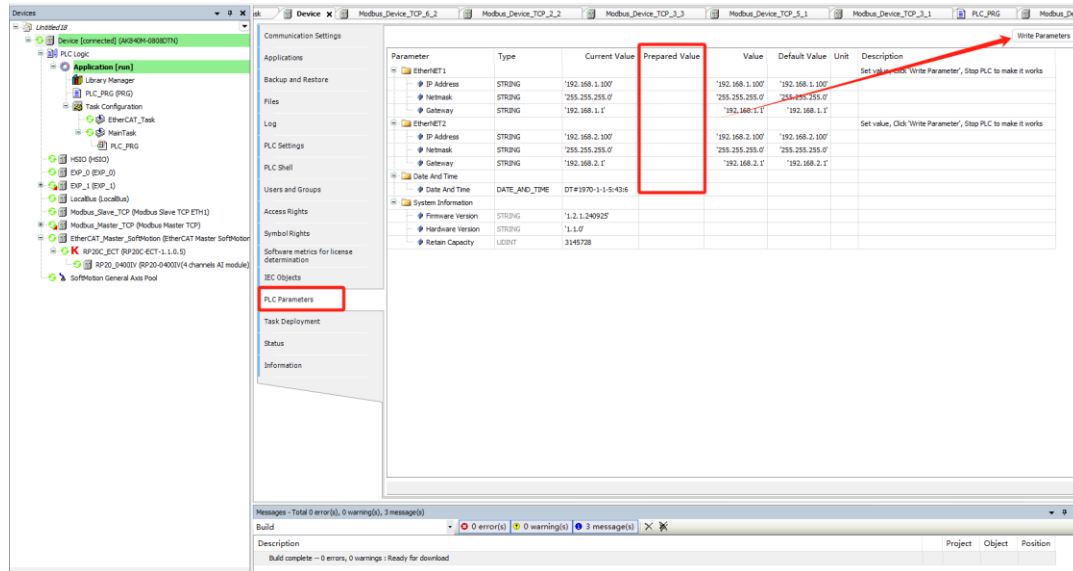 Devices
Untitled18
Device [connected] (AK840M-0808DTN)
PLC Logic
Application [run]
Library Manager
PLC_PRG (PRG)
Task Configuration
EtherCAT_Task
MainTask
PLC_PRG
HSIO (HSIO)
EXP_0 (EXP_0)
EXP_1 (EXP_1)
LocalBus (LocalBus)
Modbus_Slave_TCP (Modbus Slave TCP ETH1)
Modbus_Master_TCP (Modbus Master TCP)
EtherCAT_Master_SoftMotion (EtherCAT Master SoftMotion
RP20C_ECT (RP20C-ECT-1.1.0.5)
RP20_0400IV (RP20-0400IV(4 channels AI module)
SoftMotion General Axis Pool
sk Device X Modbus_Device_TCP_6_2 Modbus_Device_TCP_2_2 Modbus_Device_TCP_3_3 Modbus_Device_TCP_5_1 Modbus_Device_TCP_3_1 PLC_PRG Modbus_De
Communication Settings
Applications
Backup and Restore
Files
Log
PLC Settings
PLC Shell
Users and Groups
Access Rights
Symbol Rights
Software metrics for license
determination
IEC Objects
PLC Parameters
Task Deployment
Status
Information
Write Parameters
Parameter Type Current Value Prepared Value Value Default Value Unit Description
EtherNET1 Set value, Click 'Write Parameter', Stop PLC to make it works
IP Address STRING '192.168.1.100' '192.168.1.100' '192.168.1.100'
Netmask STRING '255.255.255.0' '255.255.255.0' '255.255.255.0'
Gateway STRING '192.168.1.1' '192.168.1.1' '192.168.1.1'
EtherNET2 Set value, Click 'Write Parameter', Stop PLC to make it works
IP Address STRING '192.168.2.100' '192.168.2.100' '192.168.2.100'
Netmask STRING '255.255.255.0' '255.255.255.0' '255.255.255.0'
Gateway STRING '192.168.2.1' '192.168.2.1' '192.168.2.1'
Date And Time
Date And Time DATE_AND_TIME DT#1970-1-1-5:43:6
System Information
Firmware Version STRING '1.2.1.240925'
Hardware Version STRING '1.1.0'
Retain Capacity UDINT 3145728
Messages - Total 0 error(s), 0 warning(s), 3 message(s)
Build 0 error(s) 0 warning(s) 3 message(s)
Description Project Object Position
Build complete -- 0 errors, 0 warnings : Ready for download